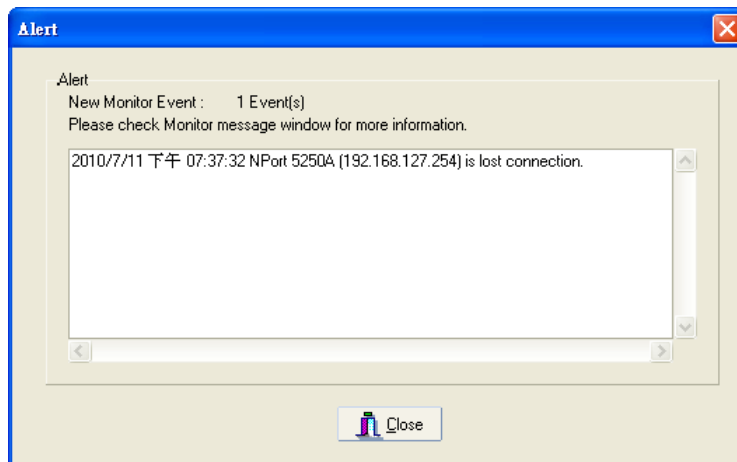 Alert
Alert
New Monitor Event : 1 Event(s)
Please check Monitor message window for more information.
2010/7/11 下午 07:37:32 NPort 5250A (192.168.127.254) is lost connection.
Close